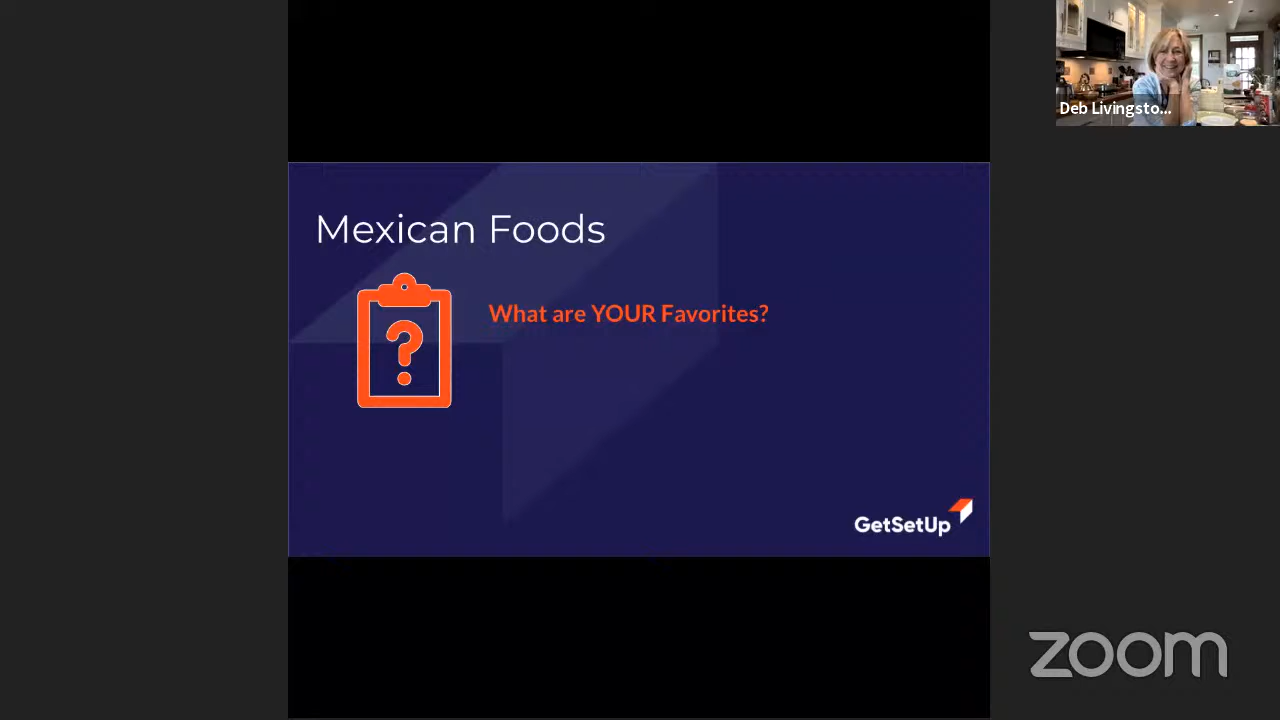 Deb Livingsto...
Mexican Foods
What are YOUR Favorites?
?
GetSetUp
zoom